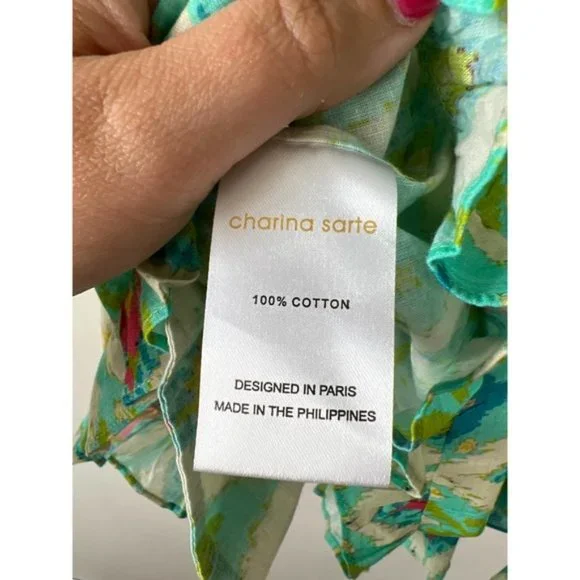 charina sarte
100% COTTON
DESIGNED IN PARIS
MADE IN THE PHILIPPINES